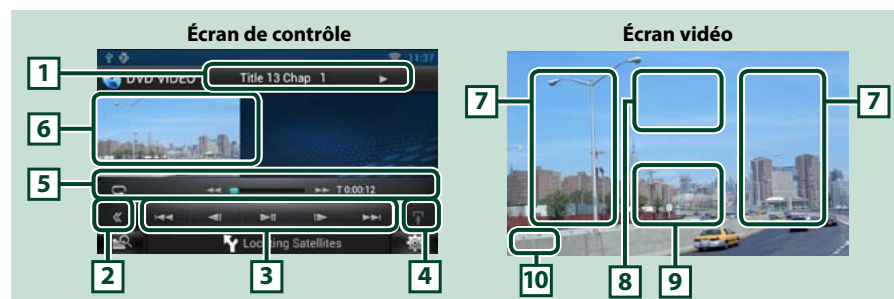 Écran de contrôle
Écran vidéo
11:37
1
DVD VIDEO
Title 13 Chap 1
6
7
7
5
T 0:00:12
Locating Satellites
2
3
4
10
8
9